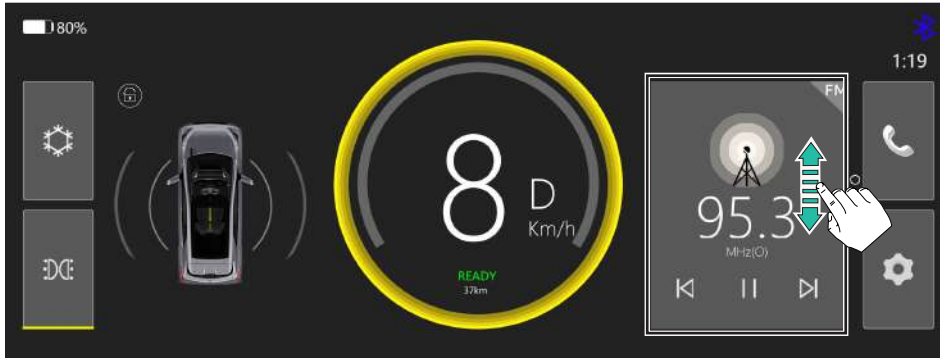 80%
1:19
FM
8
D
Km/h
READY
37km
95.3
MHz(O)